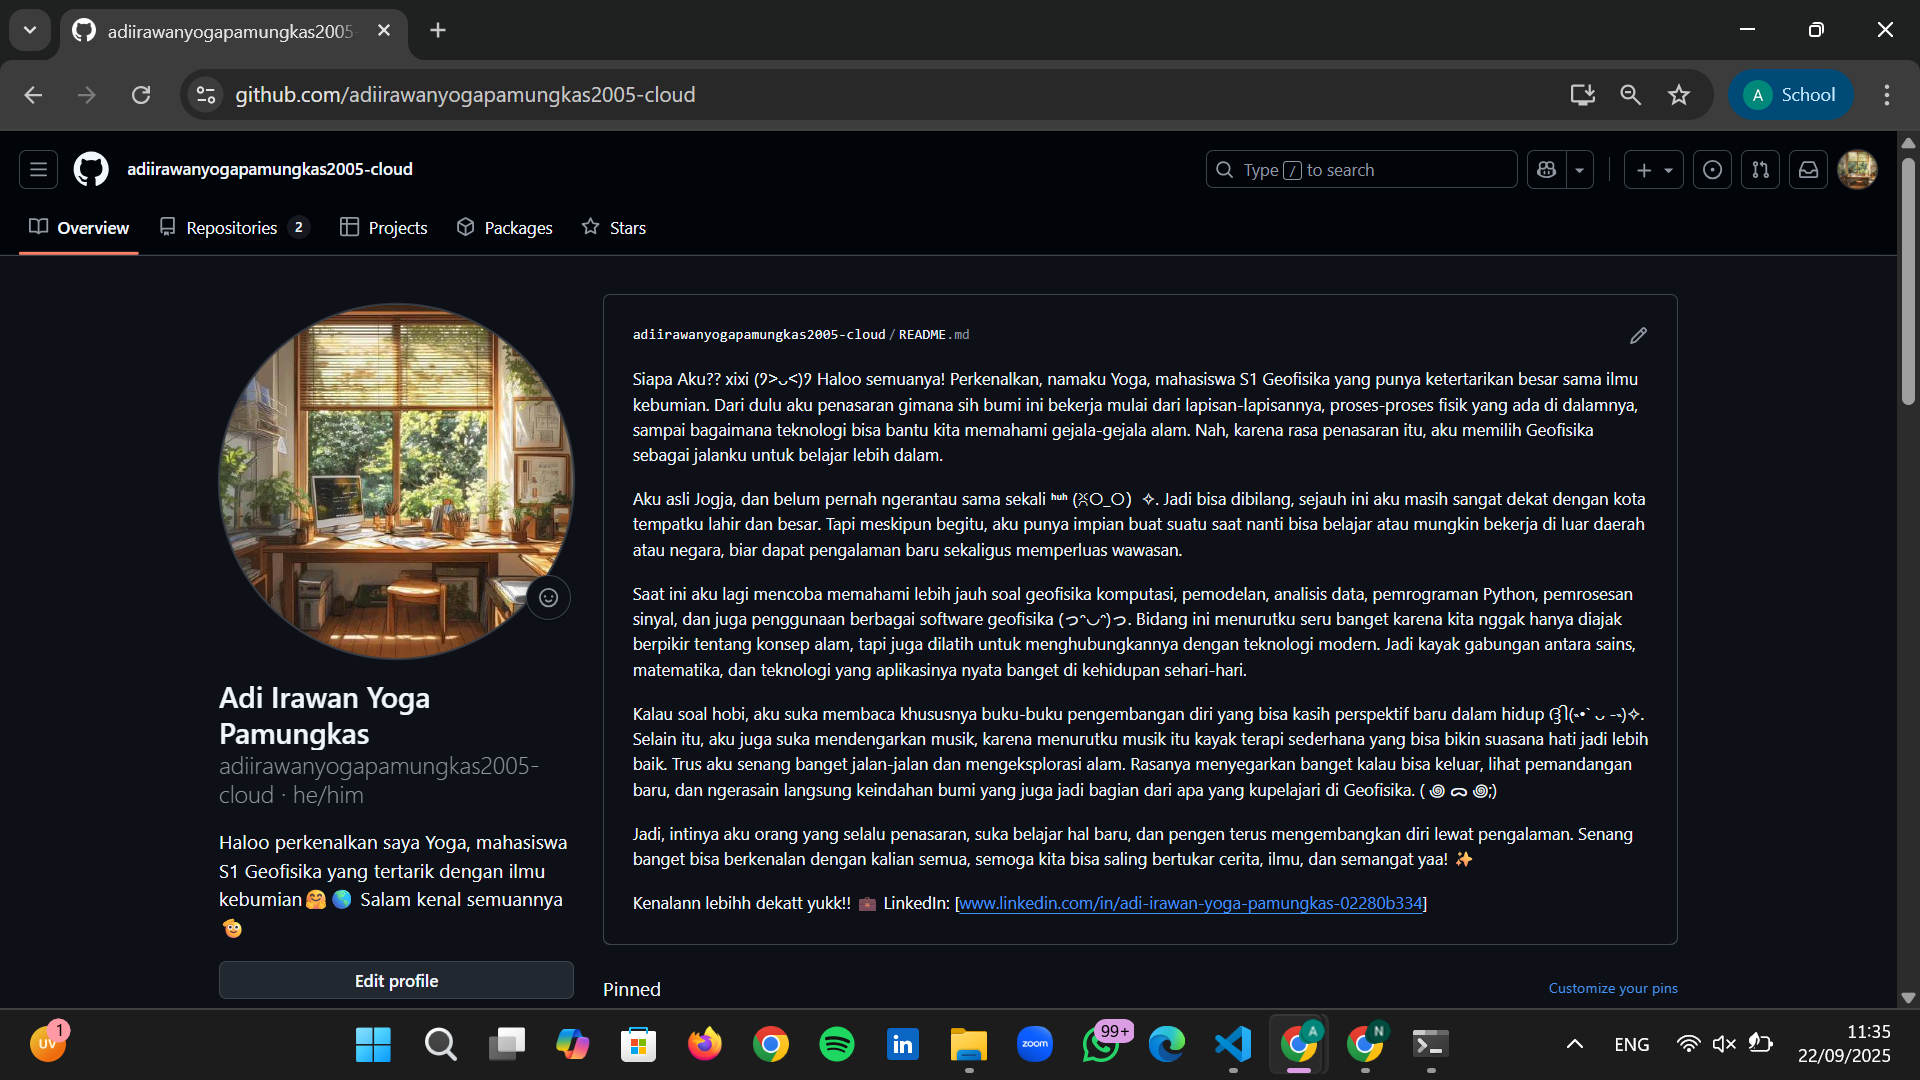 adiirawanyogapamungkas2005-
github.com/adiirawanyogapamungkas2005-cloud
A School
adiirawanyogapamungkas2005-cloud
Type / to search
Overview
Repositories 2
Projects
Packages
Stars
Adi Irawan Yoga
Pamungkas
adiirawanyogapamungkas2005-
cloud · he/him
Haloo perkenalkan saya Yoga, mahasiswa
S1 Geofisika yang tertarik dengan ilmu
kebumian🤗🌎 Salam kenal semuannya
🫡
Edit profile
adiirawanyogapamungkas2005-cloud/README.md
Siapa Aku?? xixi (୨>ᴗ<)୨ Haloo semuanya! Perkenalkan, namaku Yoga, mahasiswa S1 Geofisika yang punya ketertarikan besar sama ilmu
kebumian. Dari dulu aku penasaran gimana sih bumi ini bekerja mulai dari lapisan-lapisannya, proses-proses fisik yang ada di dalamnya,
sampai bagaimana teknologi bisa bantu kita memahami gejala-gejala alam. Nah, karena rasa penasaran itu, aku memilih Geofisika
sebagai jalanku untuk belajar lebih dalam.
Aku asli Jogja, dan belum pernah ngerantau sama sekali ʰᵘʰ (ꐦ○_○) ✧. Jadi bisa dibilang, sejauh ini aku masih sangat dekat dengan kota
tempatku lahir dan besar. Tapi meskipun begitu, aku punya impian buat suatu saat nanti bisa belajar atau mungkin bekerja di luar daerah
atau negara, biar dapat pengalaman baru sekaligus memperluas wawasan.
Saat ini aku lagi mencoba memahami lebih jauh soal geofisika komputasi, pemodelan, analisis data, pemrograman Python, pemrosesan
sinyal, dan juga penggunaan berbagai software geofisika (っᵔ◡ᵔ)っ. Bidang ini menurutku seru banget karena kita nggak hanya diajak
berpikir tentang konsep alam, tapi juga dilatih untuk menghubungkannya dengan teknologi modern. Jadi kayak gabungan antara sains,
matematika, dan teknologi yang aplikasinya nyata banget di kehidupan sehari-hari.
Kalau soal hobi, aku suka membaca khususnya buku-buku pengembangan diri yang bisa kasih perspektif baru dalam hidup
Selain itu, aku juga suka mendengarkan musik, karena menurutku musik itu kayak terapi sederhana yang bisa bikin suasana hati jadi lebih
baik. Trus aku senang banget jalan-jalan dan mengeksplorasi alam. Rasanya menyegarkan banget kalau bisa keluar, lihat pemandangan
baru, dan ngerasain langsung keindahan bumi yang juga jadi bagian dari apa yang kupelajari di Geofisika. ( ꩜ ᯅ ꩜;)
Jadi, intinya aku orang yang selalu penasaran, suka belajar hal baru, dan pengen terus mengembangkan diri lewat pengalaman. Senang
banget bisa berkenalan dengan kalian semua, semoga kita bisa saling bertukar cerita, ilmu, dan semangat yaa! ✨
Kenalann lebihh dekatt yukk!! 💼 LinkedIn: [www.linkedin.com/in/adi-irawan-yoga-pamungkas-02280b334]
Pinned
Customize your pins
UV 1
in
zoom
99+
A
N
ENG
11:35
22/09/2025